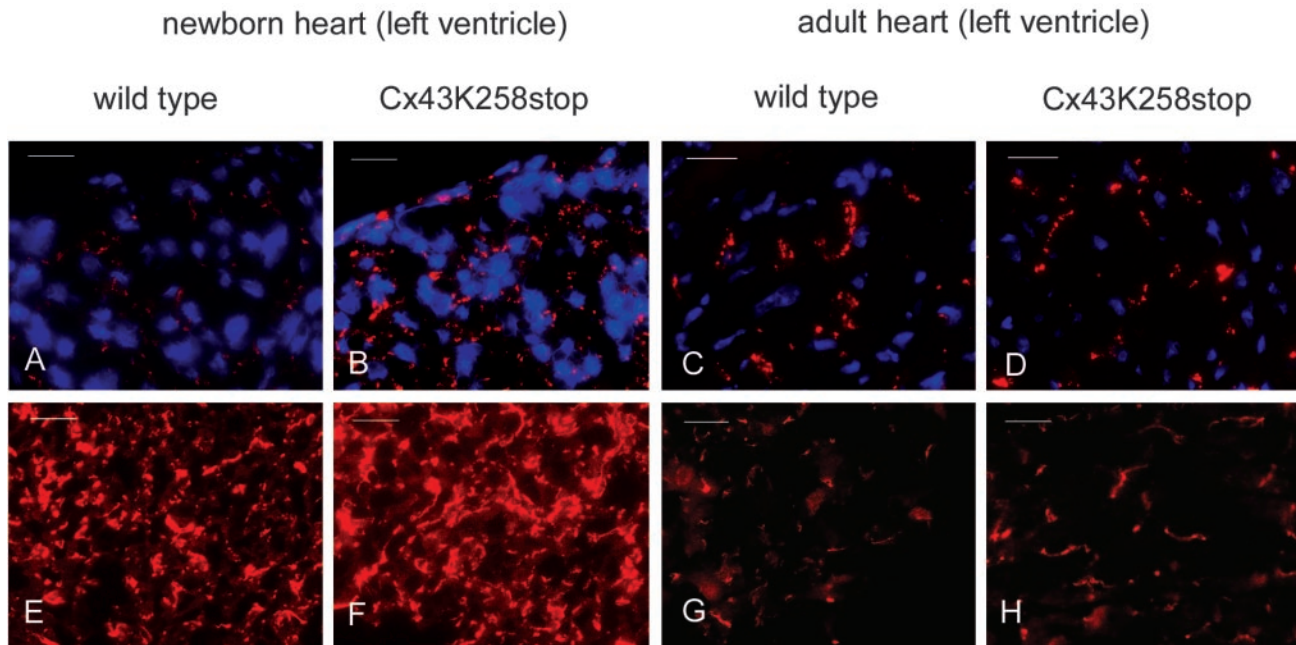 newborn heart (left ventricle)
adult heart (left ventricle)
wild type
Cx43K258stop
wild type
Cx43K258stop
A
B
C
D
E
F
G
H